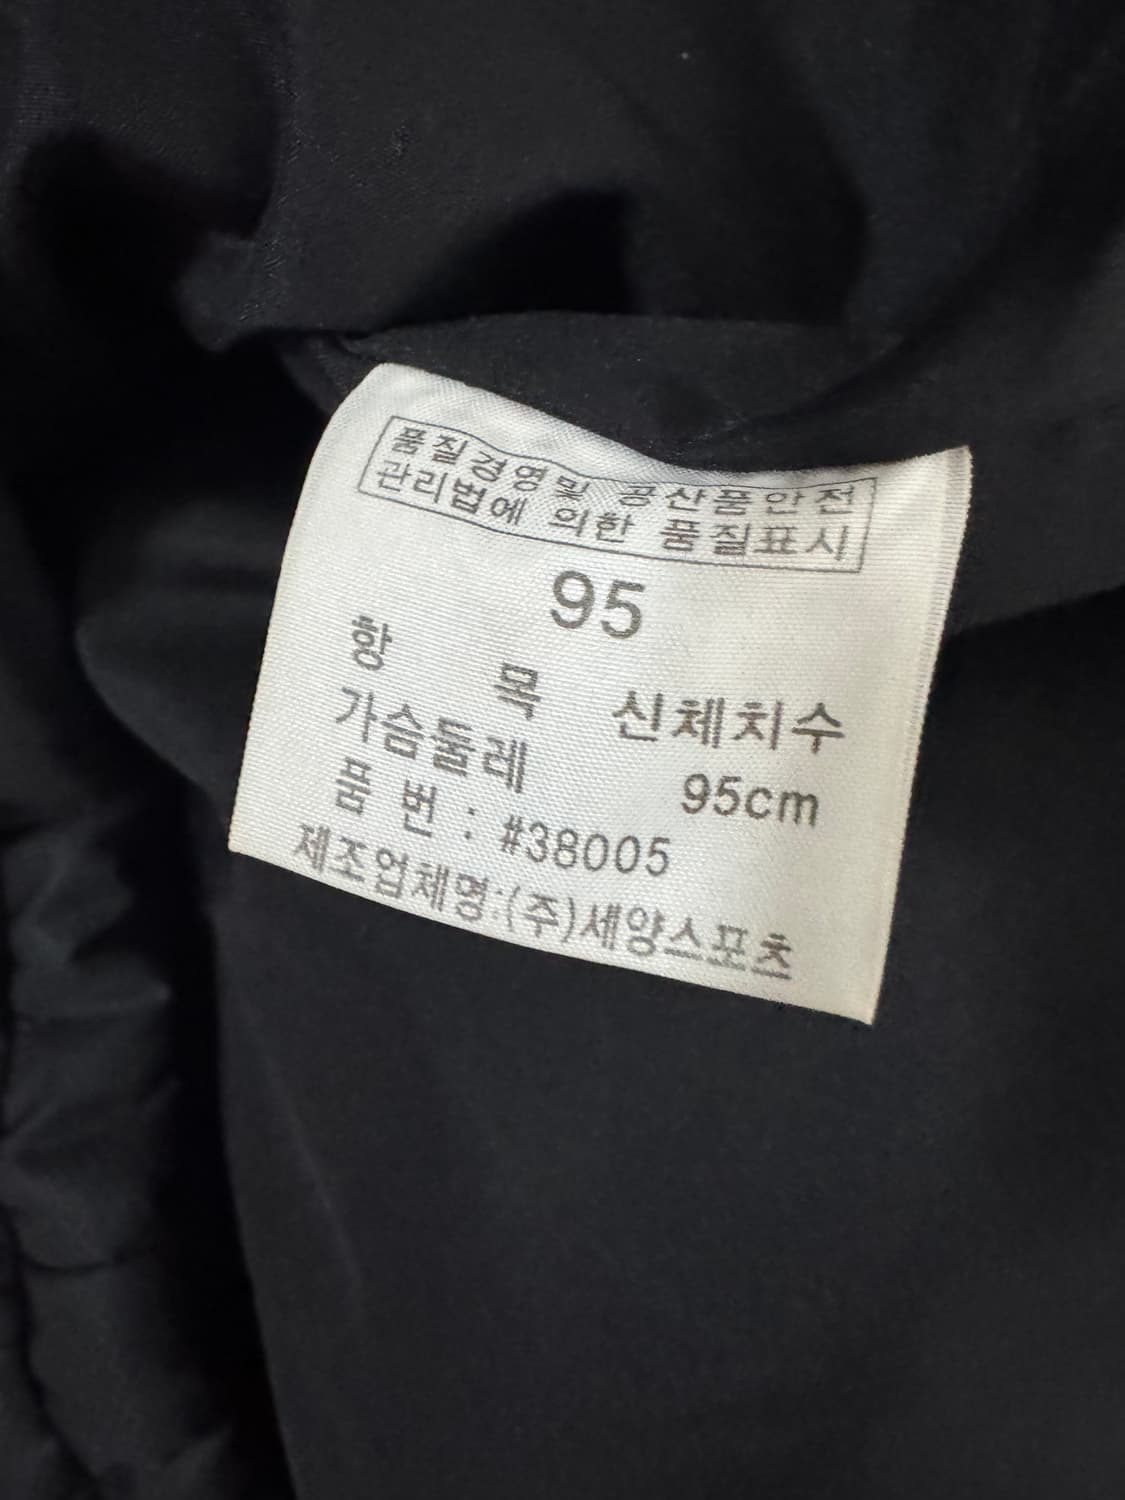 품질경영및 공산품안전
관리법에 의한 품질표시
95
항 목 신체치수
가슴둘레 95cm
품 번 : #38005
제조업체명:(주)세양스포츠